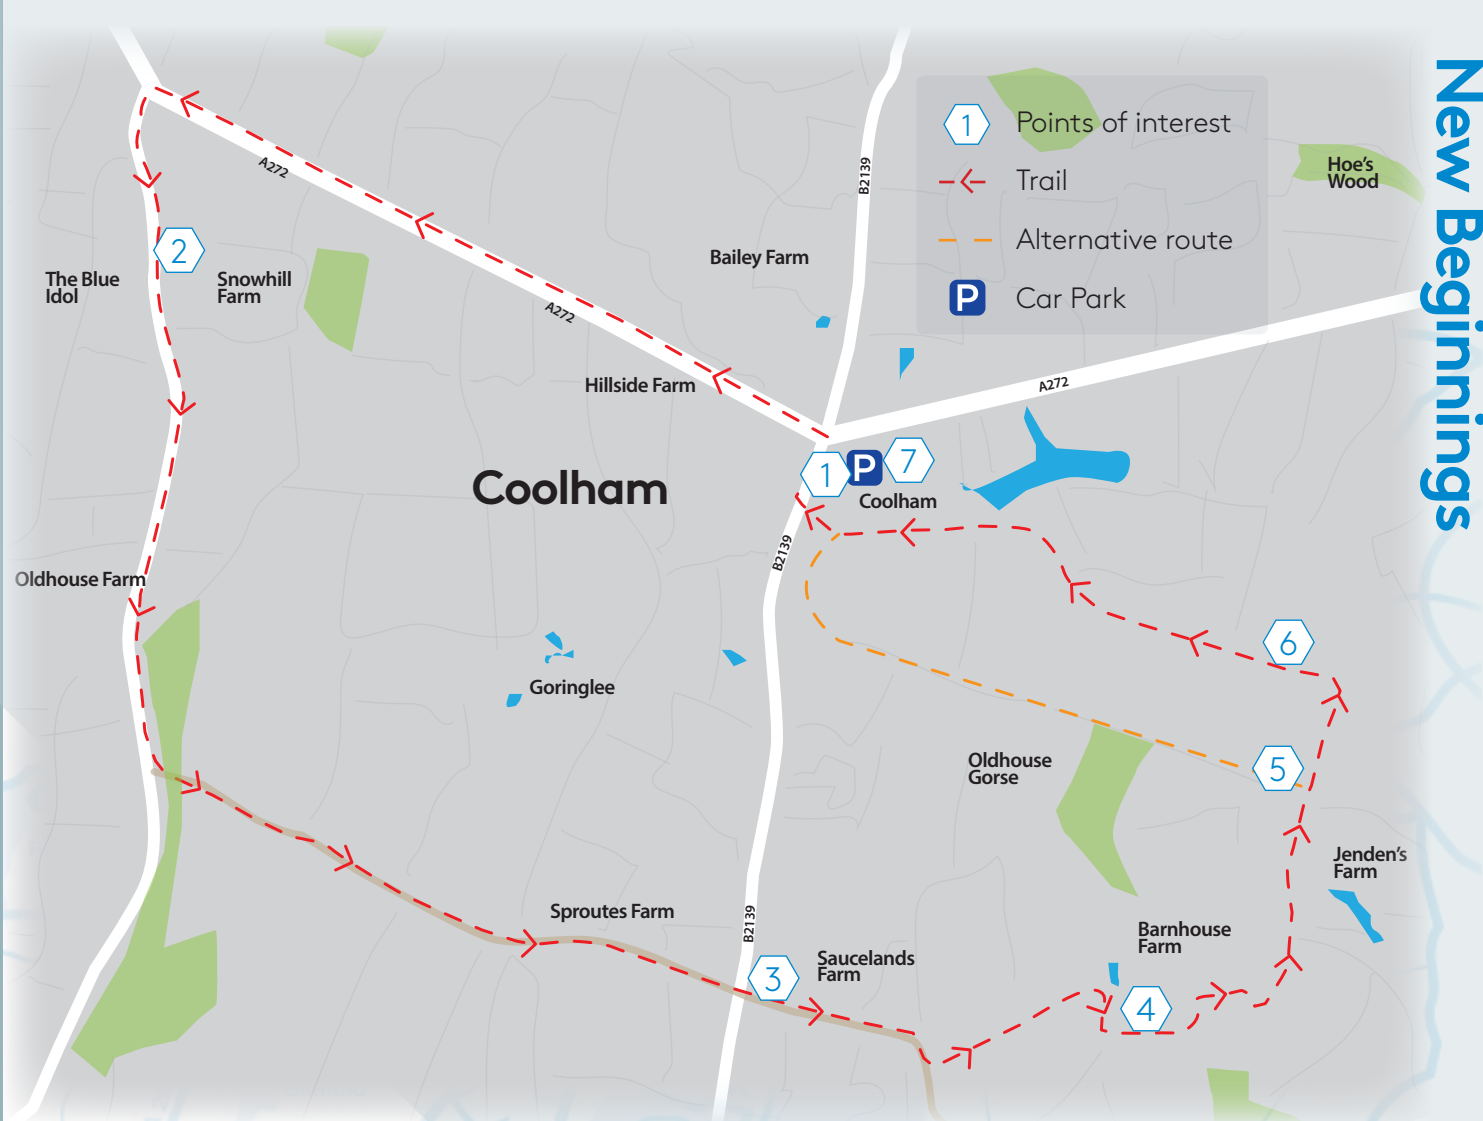 New Beginnings
1
Points of interest
Trail
Alternative route
P
Car Park
Hoe's
Wood
A272
B2139
2
The Blue
Idol
Snowhill
Farm
Bailey Farm
A272
Hillside Farm
A272
1
P
7
Coolham
Coolham
B2139
Oldhouse Farm
6
Goringlee
Oldhouse
Gorse
5
Jenden's
Farm
Sproutes Farm
B2139
Barnhouse
Farm
3
Saucelands
Farm
4